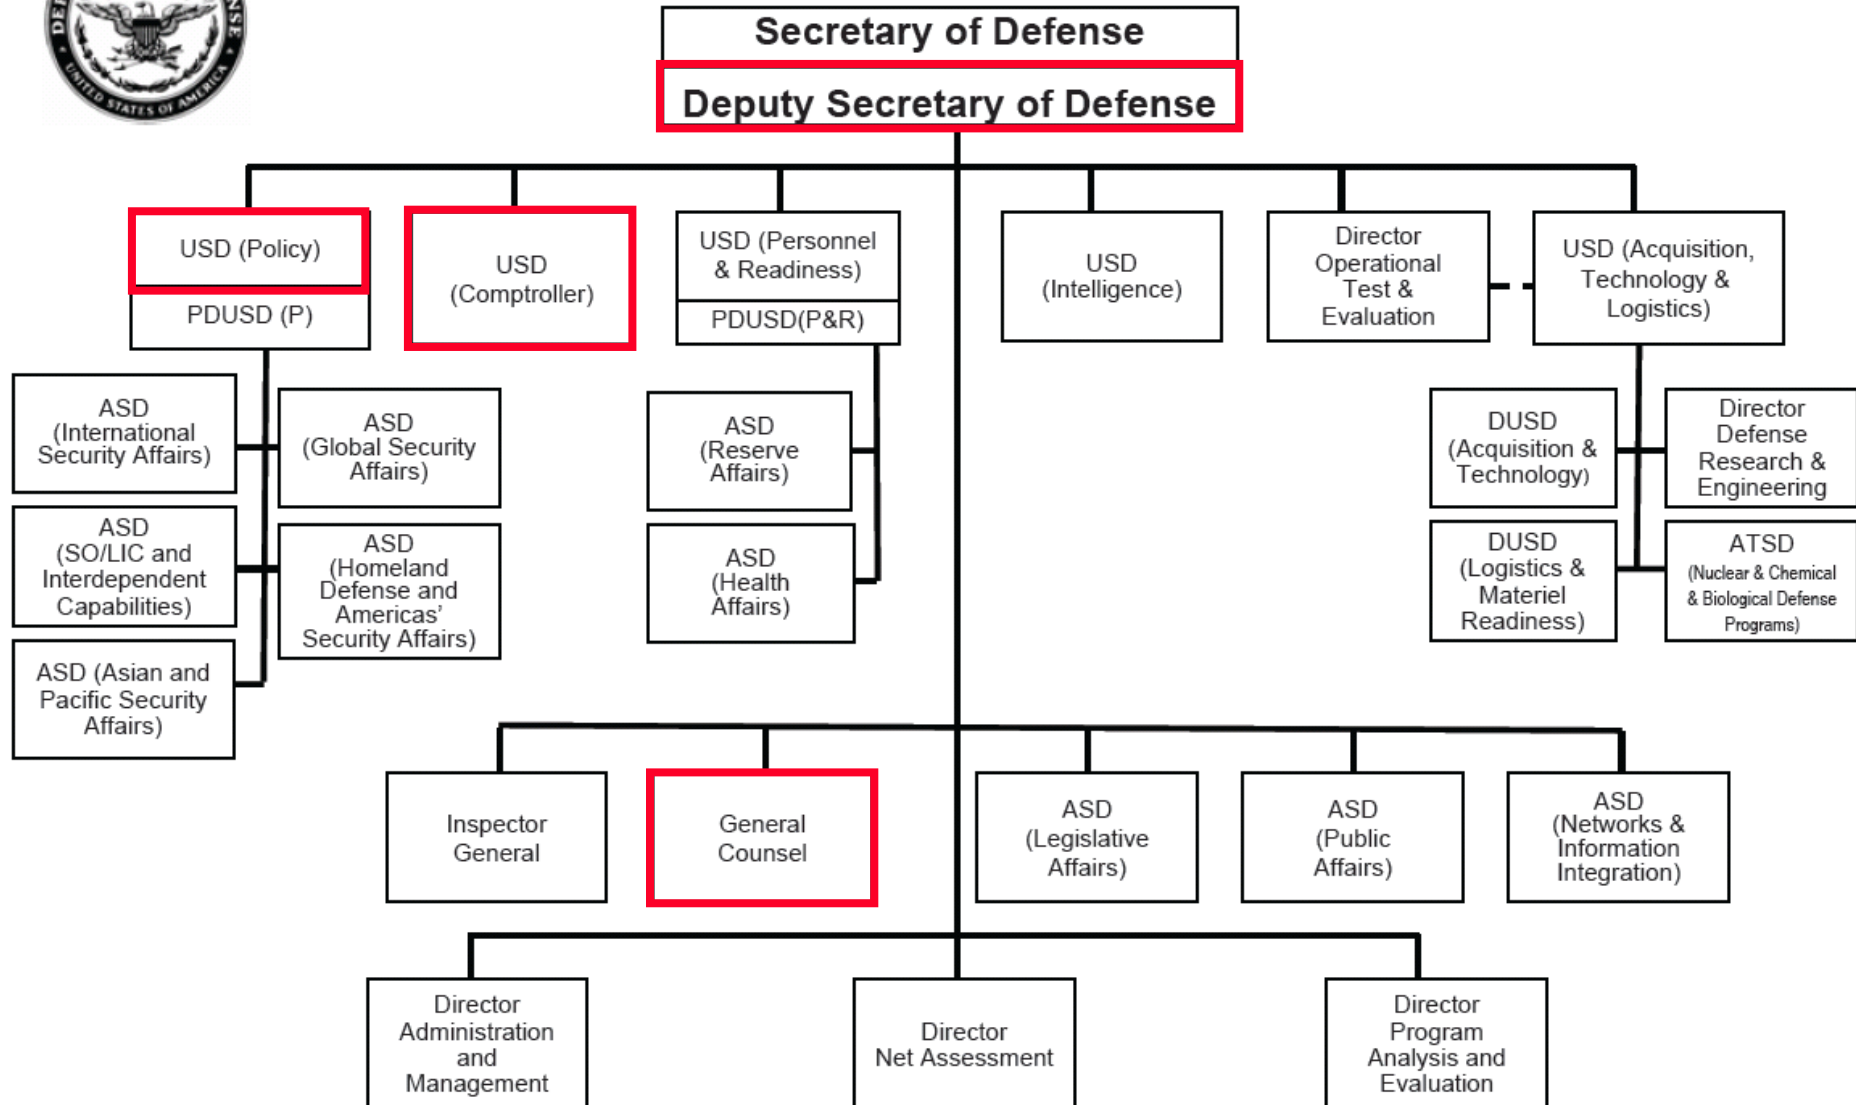 UNITED STATES OF AMERICA
Secretary of Defense
Deputy Secretary of Defense
USD (Policy)
PDUSD (P)
USD
(Comptroller)
USD (Personnel
& Readiness)
PDUSD(P&R)
USD
(Intelligence)
Director
Operational
Test &
Evaluation
USD (Acquisition,
Technology &
Logistics)
ASD
(International
Security Affairs)
ASD
(Global Security
Affairs)
ASD
(SO/LIC and
Interdependent
Capabilities)
ASD
(Homeland
Defense and
Americas’
Security Affairs)
ASD (Asian and
Pacific Security
Affairs)
ASD
(Reserve
Affairs)
ASD
(Health
Affairs)
DUSD
(Acquisition &
Technology)
Director
Defense
Research &
Engineering
DUSD
(Logistics &
Materiel
Readiness)
ATSD
(Nuclear & Chemical
& Biological Defense
Programs)
Inspector
General
General
Counsel
ASD
(Legislative
Affairs)
ASD
(Public
Affairs)
ASD
(Networks &
Information
Integration)
Director
Administration
and
Management
Director
Net Assessment
Director
Program
Analysis and
Evaluation